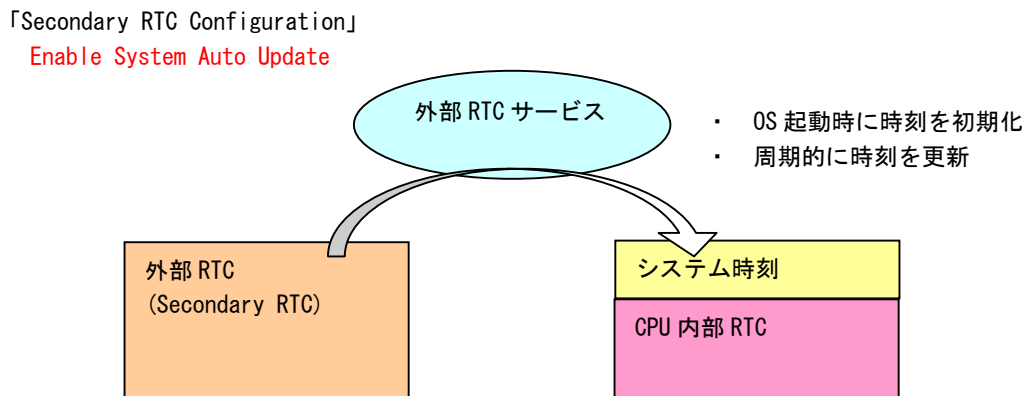 「Secondary RTC Configuration」
Enable System Auto Update
外部 RTC サービス
・ OS 起動時に時刻を初期化
・ 周期的に時刻を更新
外部 RTC
(Secondary RTC)
システム時刻
CPU 内部 RTC